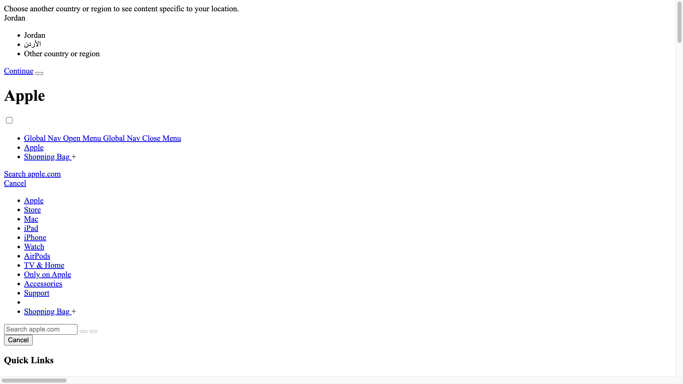 Choose another country or region to see content specific to your location.
Jordan
Jordan
الأردن
Other country or region
Continue
Apple
Global Nav Open Menu Global Nav Close Menu
Apple
Shopping Bag +
Search apple.com
Cancel
Apple
Store
Mac
iPad
iPhone
Watch
AirPods
TV & Home
Only on Apple
Accessories
Support
Shopping Bag +
Search apple.com
Cancel
Quick Links